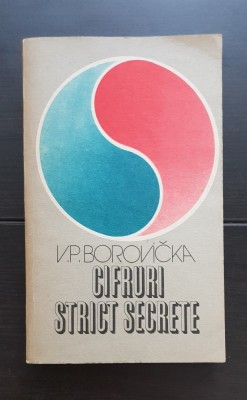 V.P. BOROVIČKA
CIFRURI
STRICT SECRETE